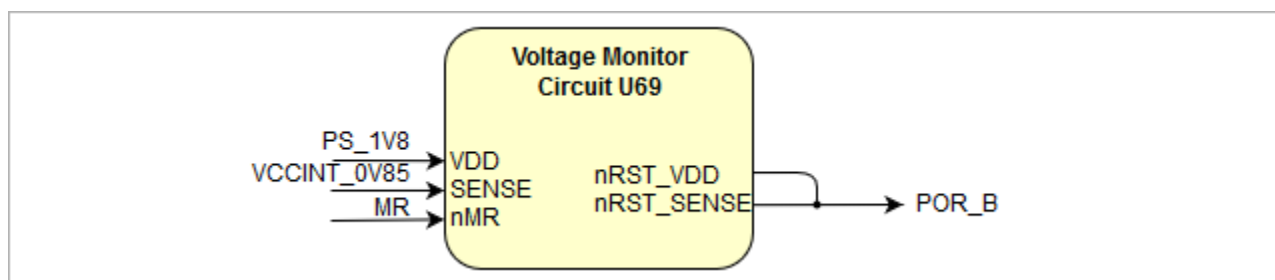 Voltage Monitor
Circuit U69
PS_1V8
VCCINT_0V85
MR
VDD
SENSE
nMR
nRST_VDD
nRST_SENSE
POR_B